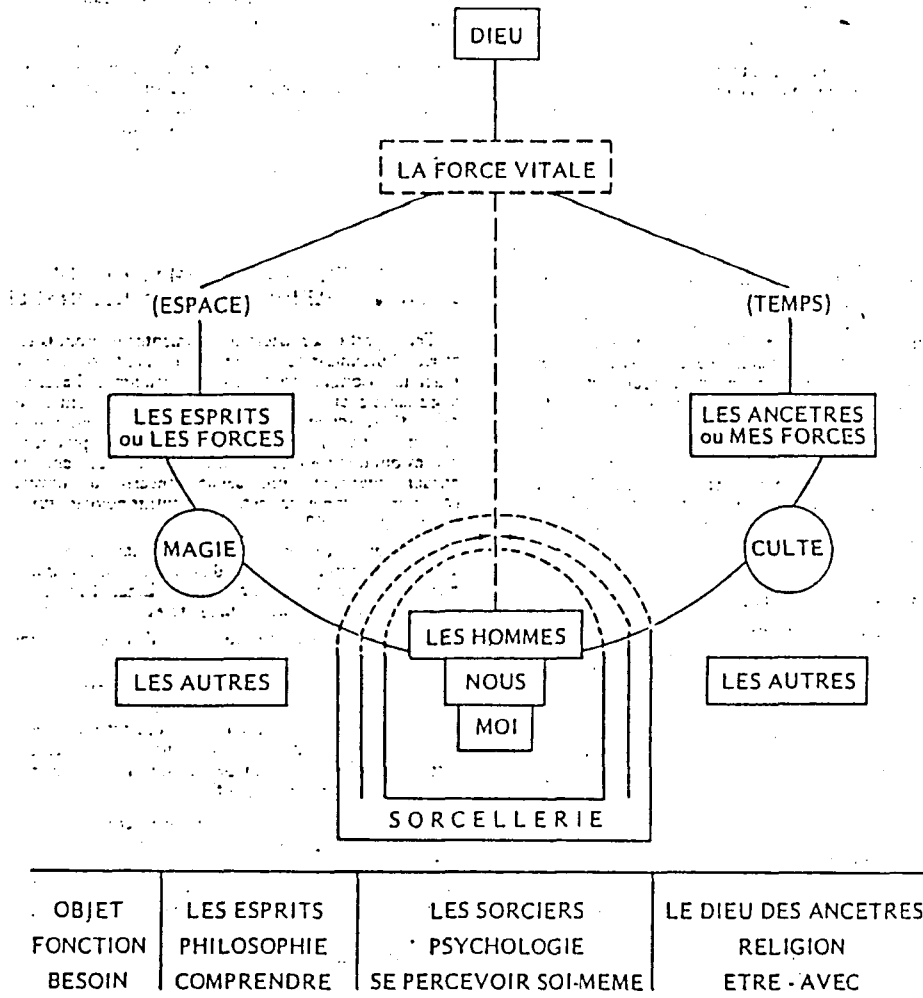 DIEU
LA FORCE VITALE
(ESPACE)
(TEMPS)
LES ESPRITS
ou LES FORCES
LES ANCETRES
ou MES FORCES
MAGIE
CULTE
LES HOMMES
LES AUTRES
NOUS
LES AUTRES
MOI
SORCELLERIE
OBJET LES ESPRITS LES SORCIERS LE DIEU DES ANCETRES
FONCTION PHILOSOPHIE PSYCHOLOGIE RELIGION
BESOIN COMPRENDRE SE PERCEVOIR SOI-MEME ETRE - AVEC